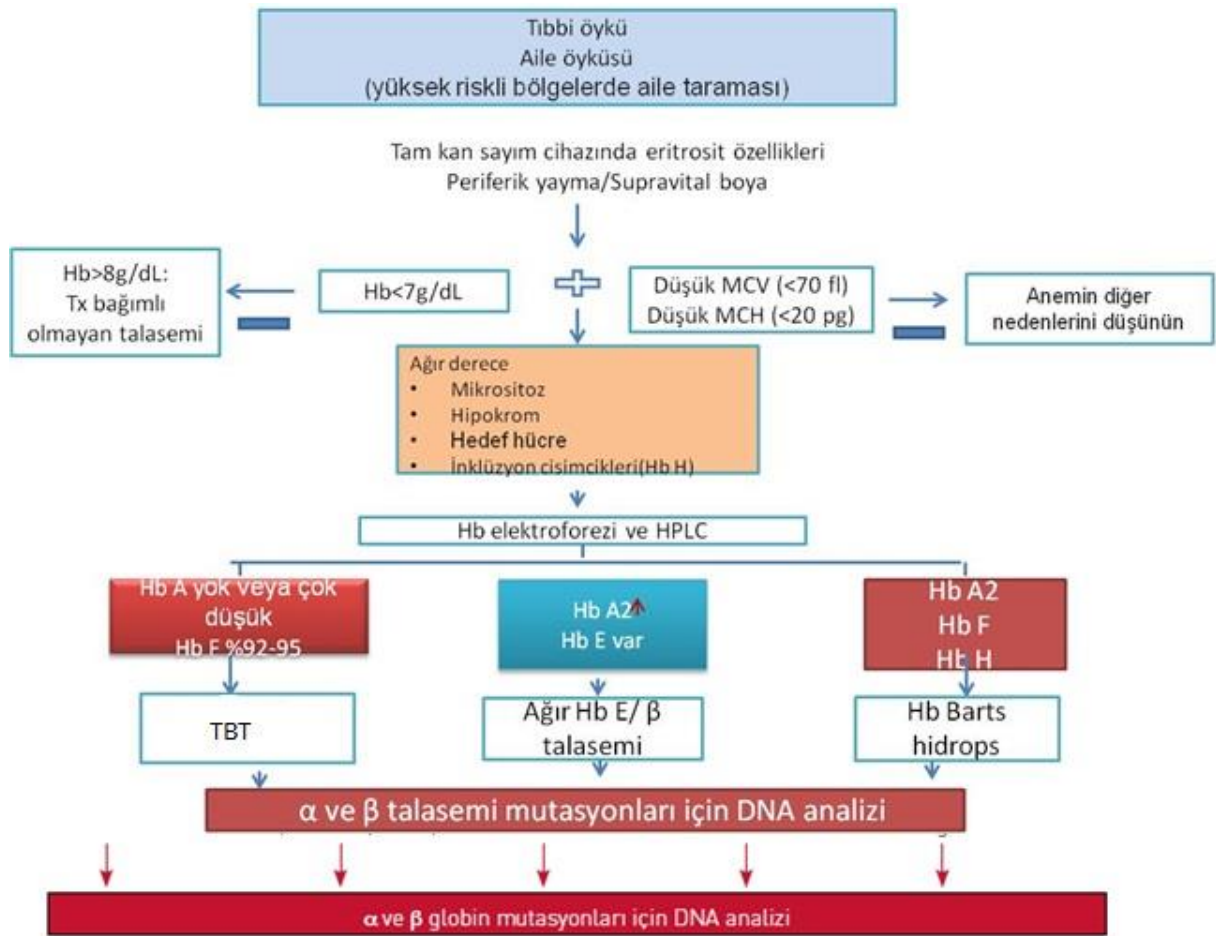 Tıbbi öykü
Aile öyküsü
(yüksek riskli bölgelerde aile taraması)
Tam kan sayım cihazında eritrosit özellikleri
Periferik yayma/Supravital boya
Hb>8g/dL:
Tx bağımlı
olmayan talasemi
Hb<7g/dL
Düşük MCV (<70 fl)
Düşük MCH (<20 pg)
Anemin diğer
nedenlerini düşünün
Ağır derece
• Mikrositoz
• Hipokrom
• Hedef hücre
• İnklüzyon cisimcikleri(Hb H)
Hb elektroforezi ve HPLC
Hb A yok veya çok
düşük
Hb F %92-95
Hb A2↑
Hb E var
Hb A2
Hb F
Hb H
TBT
Ağır Hb E/ β
talasemi
Hb Barts
hidrops
α ve β talasemi mutasyonları için DNA analizi
α ve β globin mutasyonları için DNA analizi